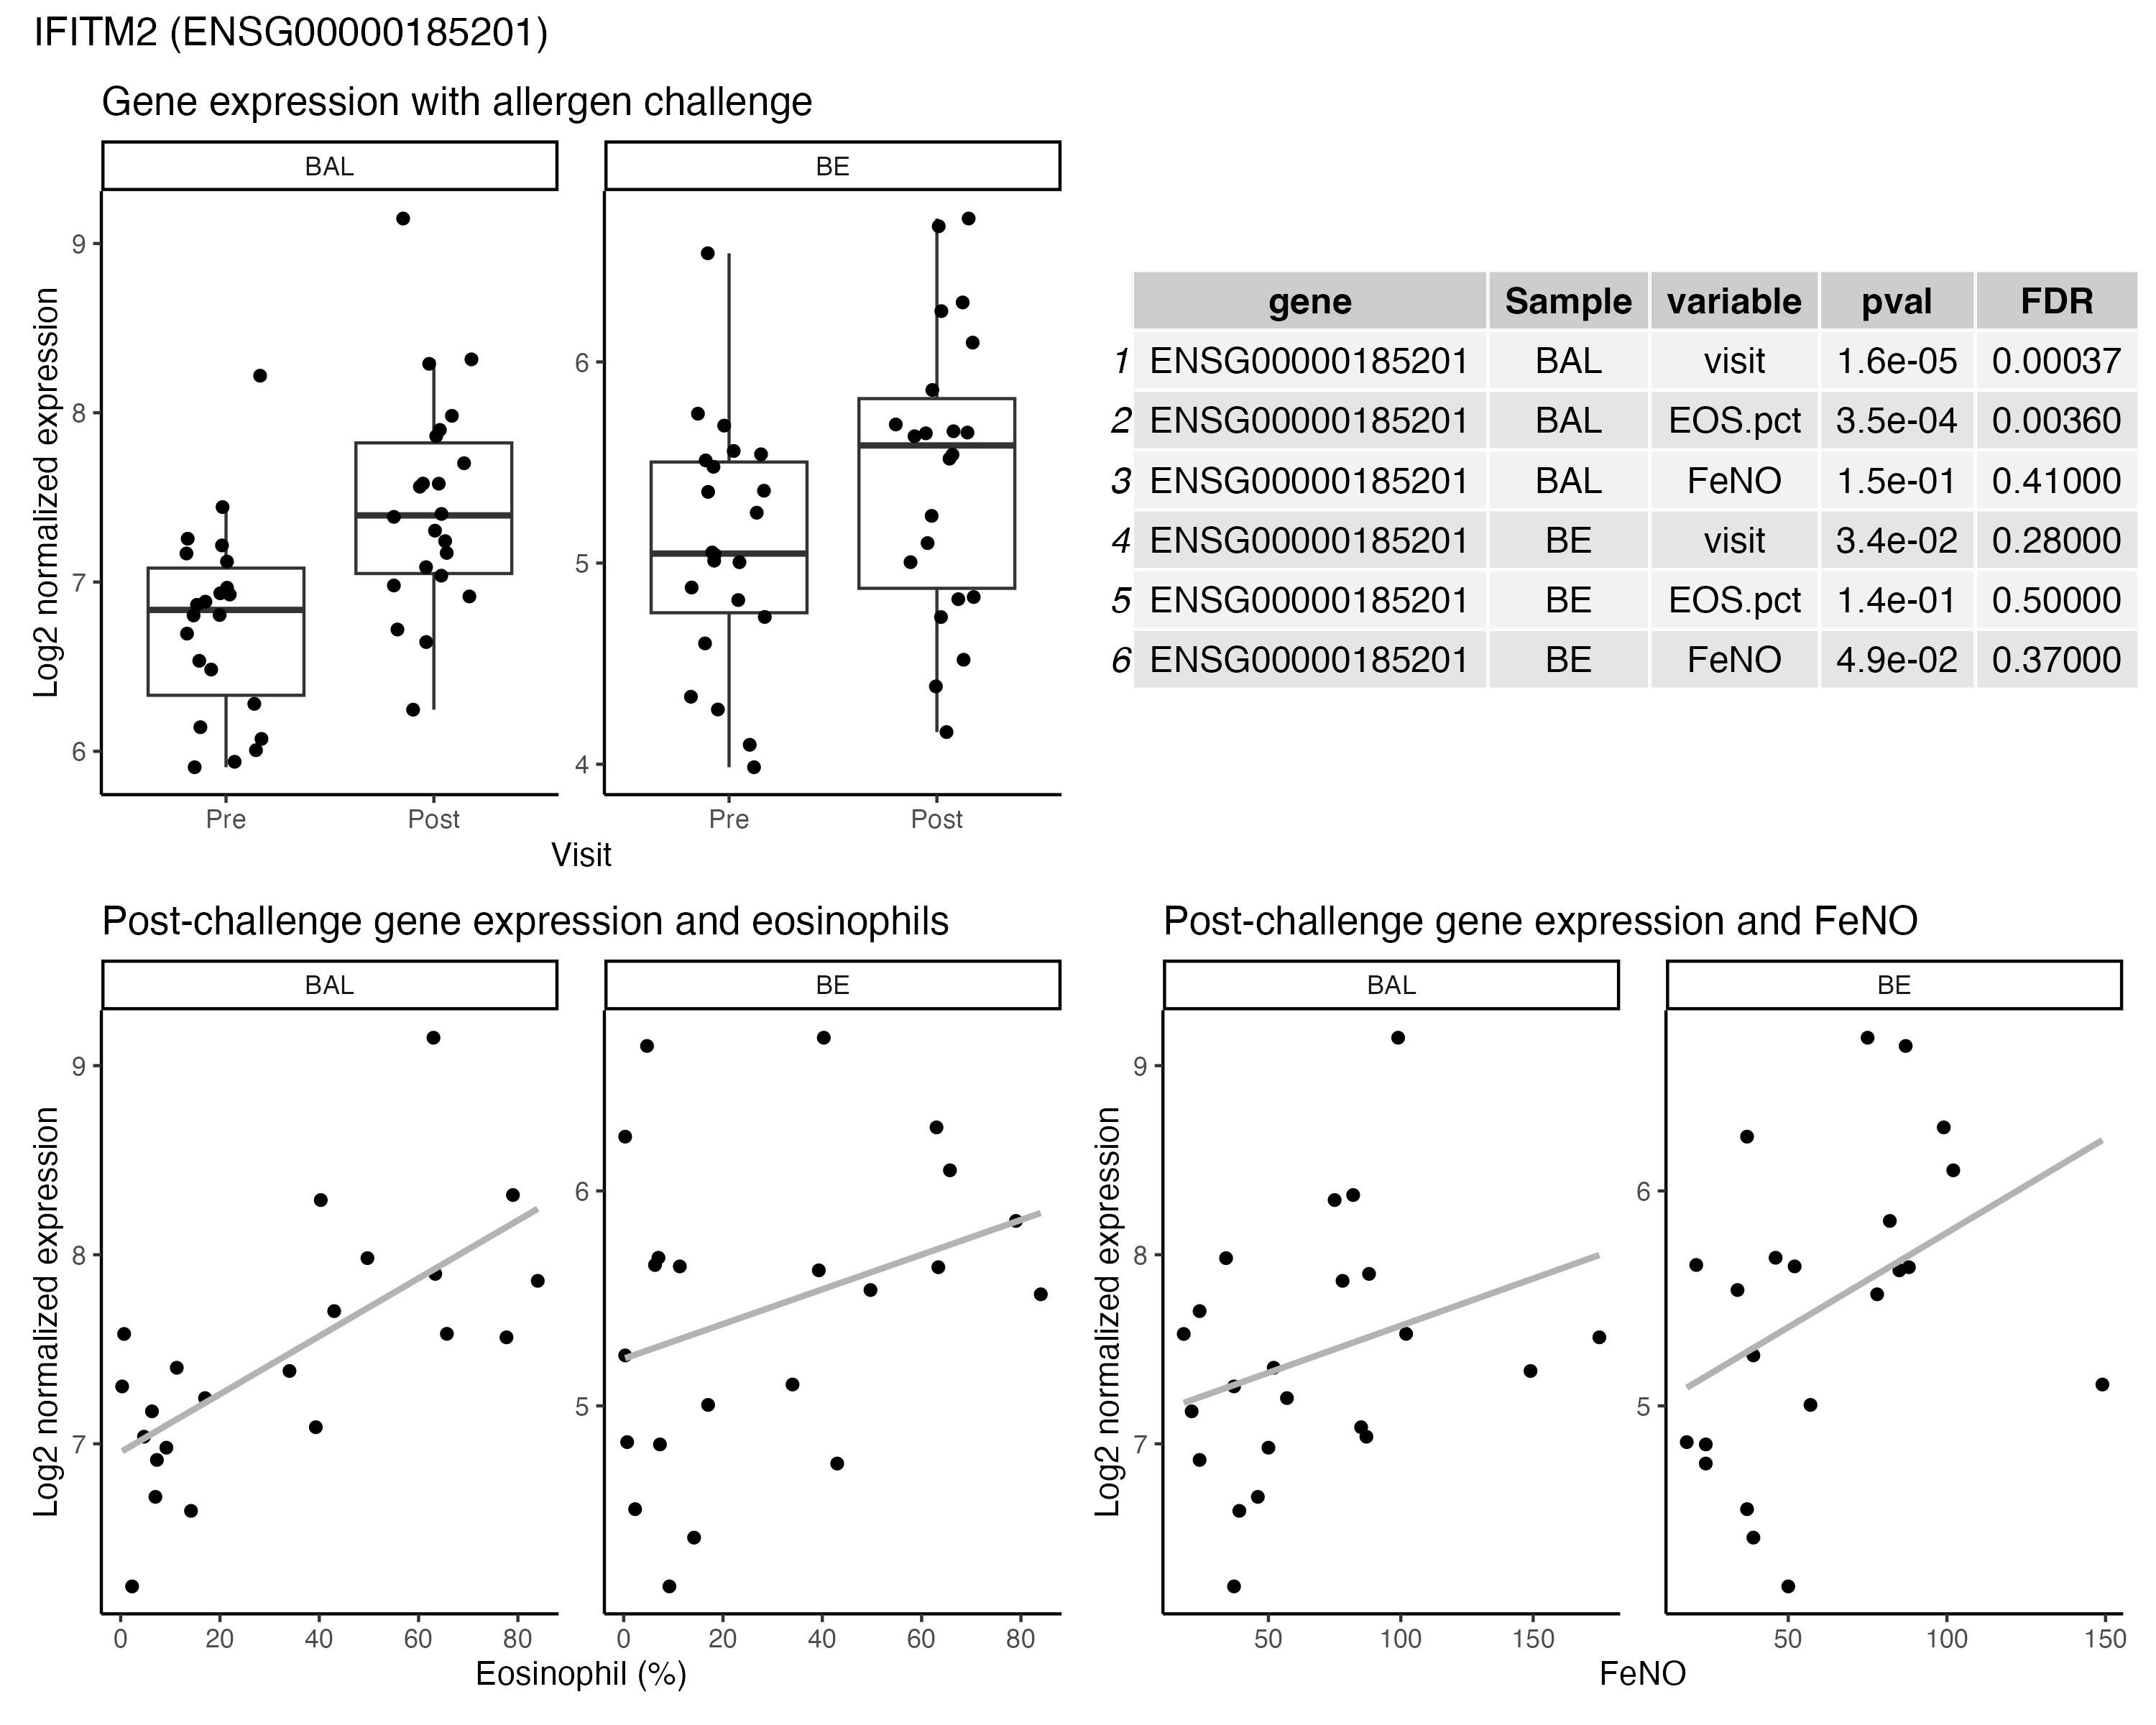 IFITM2 (ENSG00000185201)
Gene expression with allergen challenge
BAL BE
Log2 normalized expression
9
8
7
6
6
5
4
Pre Post Pre Post
Visit
gene Sample variable pval FDR
1 ENSG00000185201 BAL visit 1.6e-05 0.00037
2 ENSG00000185201 BAL EOS.pct 3.5e-04 0.00360
3 ENSG00000185201 BAL FeNO 1.5e-01 0.41000
4 ENSG00000185201 BE visit 3.4e-02 0.28000
5 ENSG00000185201 BE EOS.pct 1.4e-01 0.50000
6 ENSG00000185201 BE FeNO 4.9e-02 0.37000
Post-challenge gene expression and eosinophils
BAL BE
Log2 normalized expression
9
8
7
6
5
0 20 40 60 80 0 20 40 60 80
Eosinophil (%)
Post-challenge gene expression and FeNO
BAL BE
Log2 normalized expression
9
8
7
6
5
50 100 150 50 100 150
FeNO